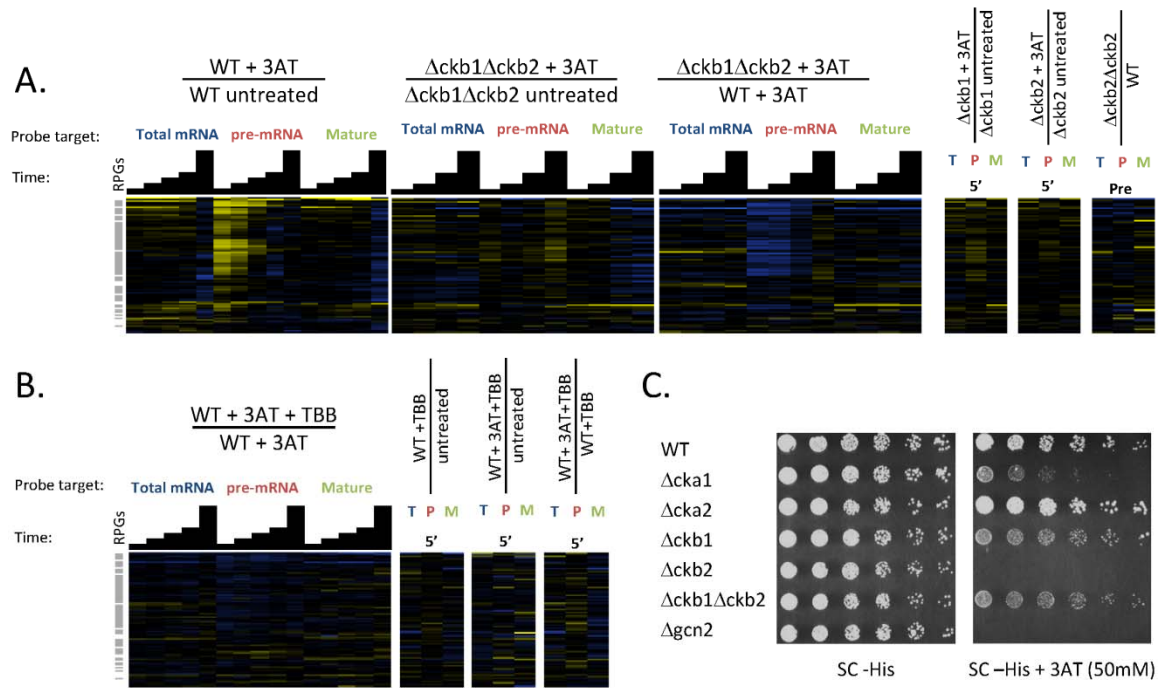 A.
WT + 3AT
WT untreated
Δckb1Δckb2 + 3AT
Δckb1Δckb2 untreated
Δckb1Δckb2 + 3AT
WT + 3AT
Δckb1 + 3AT
Δckb1 untreated
Δckb2 + 3AT
Δckb2 untreated
Δckb2Δckb2
WT
Probe target:
Total mRNA pre-mRNA Mature
Total mRNA pre-mRNA Mature
Total mRNA pre-mRNA Mature
T P M
T P M
T P M
Time:
RPGs
5'
5'
Pre
B.
WT + 3AT + TBB
WT + 3AT
WT +TBB
untreated
WT+ 3AT+TBB
untreated
WT+ 3AT+TBB
WT+TBB
Probe target:
Total mRNA pre-mRNA Mature
T P M
T P M
T P M
Time:
RPGs
5'
5'
5'
C.
WT
Δcka1
Δcka2
Δckb1
Δckb2
Δckb1Δckb2
Δgcn2
SC -His
SC –His + 3AT (50mM)